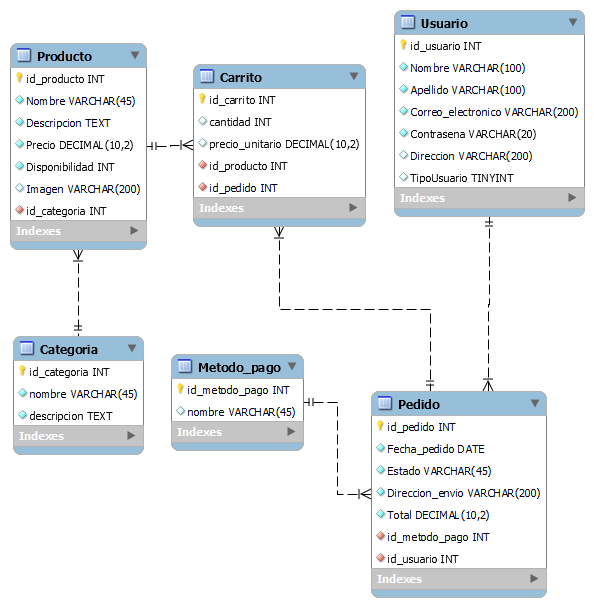 Producto
id_producto INT
Nombre VARCHAR(45)
Descripcion TEXT
Precio DECIMAL(10,2)
Disponibilidad INT
Imagen VARCHAR(200)
id_categoria INT
Indexes
Carrito
id_carrito INT
cantidad INT
precio_unitario DECIMAL(10,2)
id_producto INT
id_pedido INT
Indexes
Usuario
id_usuario INT
Nombre VARCHAR(100)
Apellido VARCHAR(100)
Correo_electronico VARCHAR(200)
Contrasena VARCHAR(20)
Direccion VARCHAR(200)
TipoUsuario TINYINT
Indexes
Categoria
id_categoria INT
nombre VARCHAR(45)
descripcion TEXT
Indexes
Metodo_pago
id_metodo_pago INT
nombre VARCHAR(45)
Indexes
Pedido
id_pedido INT
Fecha_pedido DATE
Estado VARCHAR(45)
Direccion_envio VARCHAR(200)
Total DECIMAL(10,2)
id_metodo_pago INT
id_usuario INT
Indexes